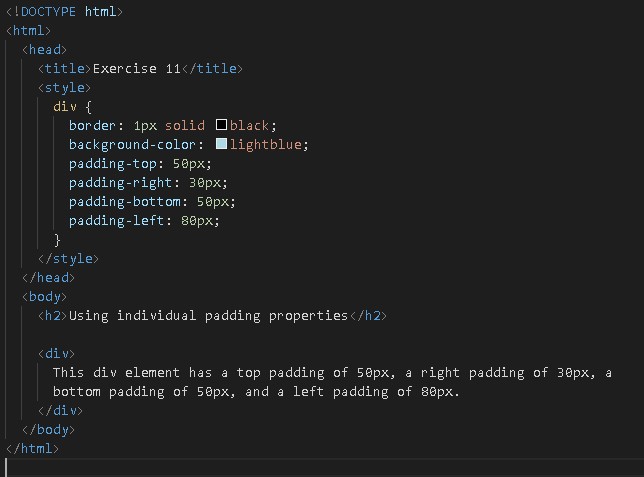 <!DOCTYPE html>
<html>
<head>
<title>Exercise 11</title>
<style>
div {
border: 1px solid black;
background-color: lightblue;
padding-top: 50px;
padding-right: 30px;
padding-bottom: 50px;
padding-left: 80px;
}
</style>
</head>
<body>
<h2>Using individual padding properties</h2>
<div>
This div element has a top padding of 50px, a right padding of 30px, a
bottom padding of 50px, and a left padding of 80px.
</div>
</body>
</html>